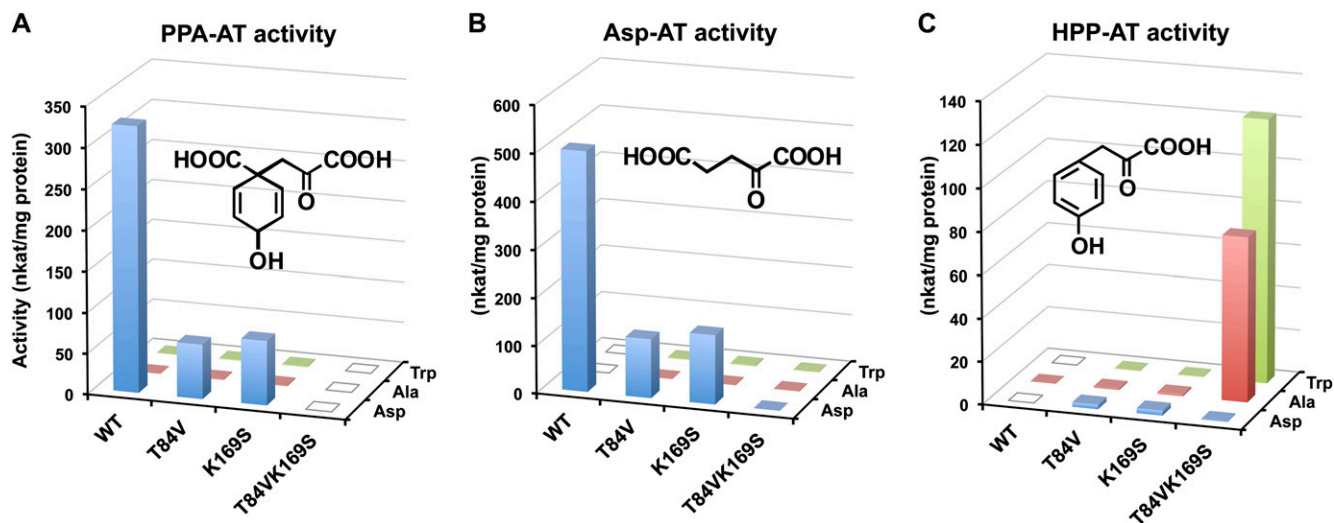 A
PPA-AT activity
Activity (nkat/mg protein)
350
300
250
200
150
100
50
0
HOOC
COOH
O
OH
WT
T84V
K169S
T84VK169S
Trp
Ala
Asp
B
Asp-AT activity
(nkat/mg protein)
600
500
400
300
200
100
0
HOOC
COOH
O
WT
T84V
K169S
T84VK169S
Trp
Ala
Asp
C
HPP-AT activity
(nkat/mg protein)
140
120
100
80
60
40
20
0
COOH
O
OH
WT
T84V
K169S
T84VK169S
Trp
Ala
Asp